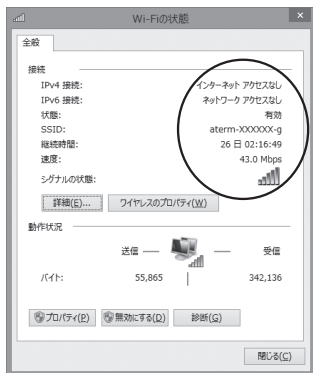 Wi-Fiの状態
×
全般
接続
IPv4 接続: インターネット アクセスなし
IPv6 接続: ネットワーク アクセスなし
状態: 有効
SSID: aterm-XXXXXX-g
継続時間: 26 日 02:16:49
速度: 43.0 Mbps
シグナルの状態:
詳細(E)... ワイヤレスのプロパティ(W)
動作状況
送信 — — 受信
バイト: 55,865 | 342,136
プロパティ(P) 無効にする(D) 診断(G)
閉じる(C)